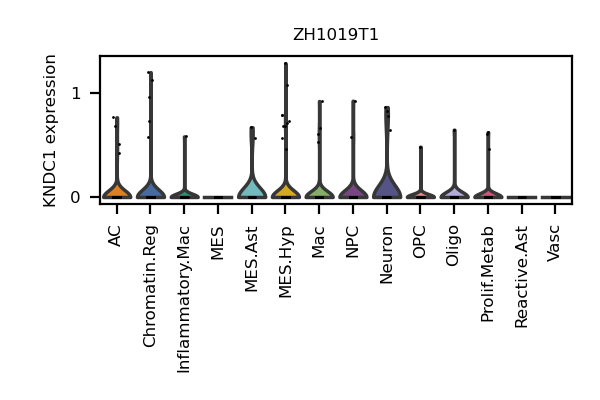 ZH1019T1
KNDC1 expression
1
0
AC
Chromatin.Reg
Inflammatory.Mac
MES
MES.Ast
MES.Hyp
Mac
NPC
Neuron
OPC
Oligo
Prolif.Metab
Reactive.Ast
Vasc